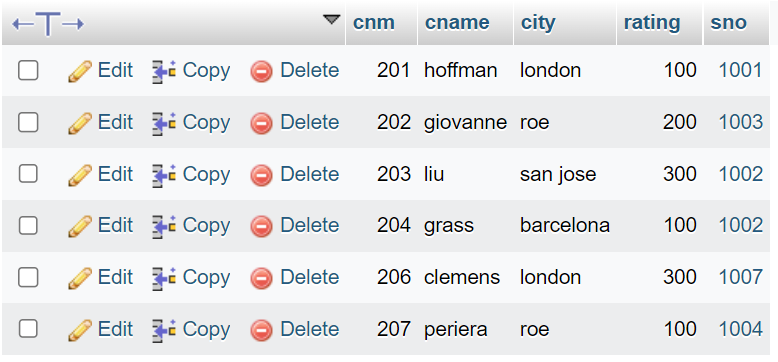 cnm cname city rating sno
Edit Copy Delete 201 hoffman london 100 1001
Edit Copy Delete 202 giovanne roe 200 1003
Edit Copy Delete 203 liu san jose 300 1002
Edit Copy Delete 204 grass barcelona 100 1002
Edit Copy Delete 206 clemens london 300 1007
Edit Copy Delete 207 periera roe 100 1004